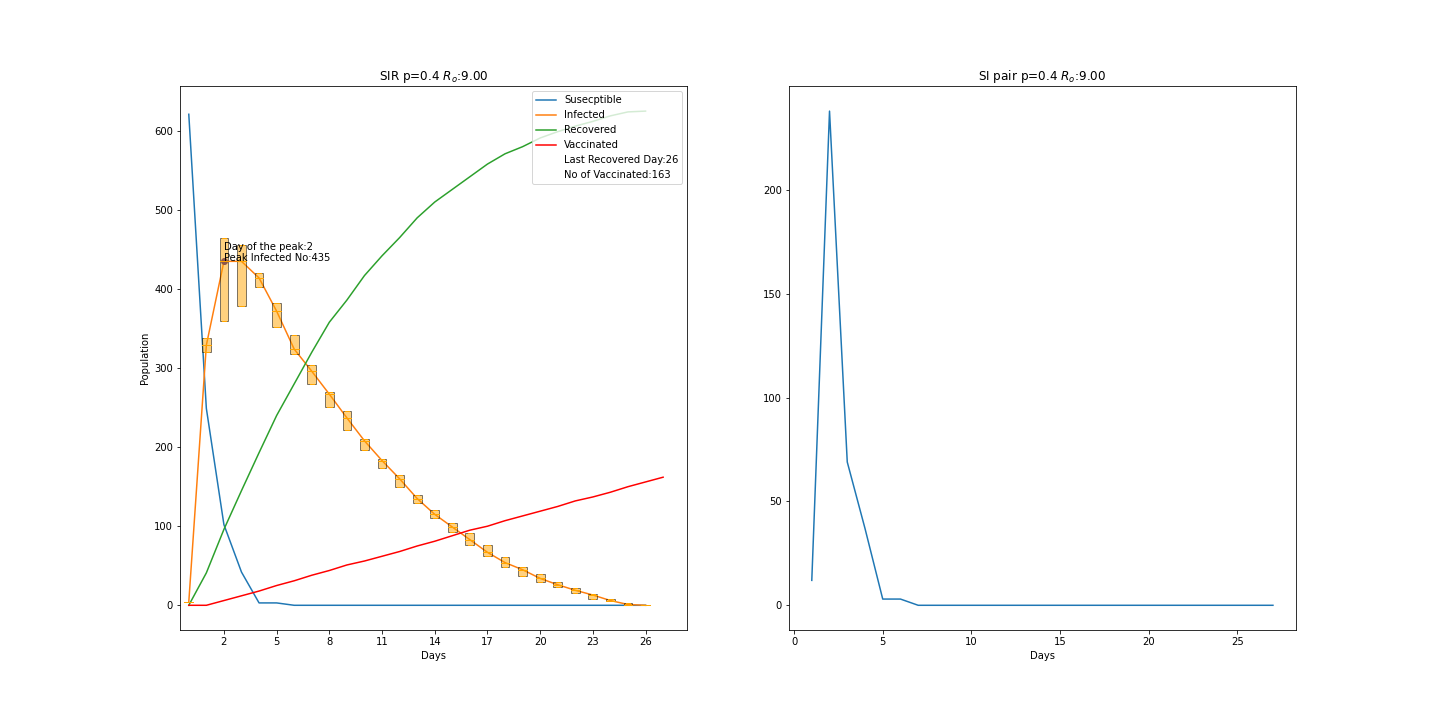 SIR p=0.4 Rₒ:9.00
Susecptible
Infected
Recovered
Vaccinated
Last Recovered Day:26
No of Vaccinated:163
Day of the peak:2
Peak Infected No:435
Population
600
500
400
300
200
100
0
2 5 8 11 14 17 20 23 26
Days
SI pair p=0.4 Rₒ:9.00
200
150
100
50
0
0 5 10 15 20 25
Days